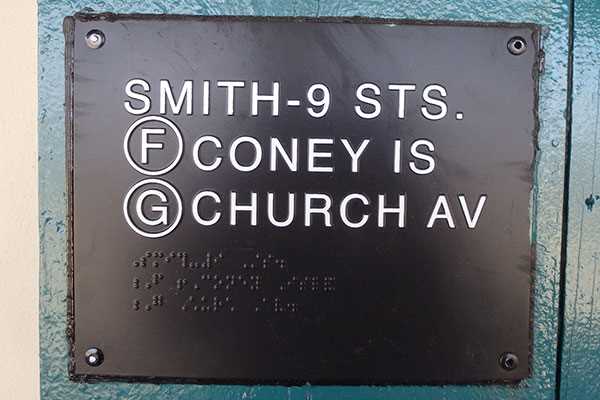 SMITH-9 STS.
F CONEY IS
G CHURCH AV